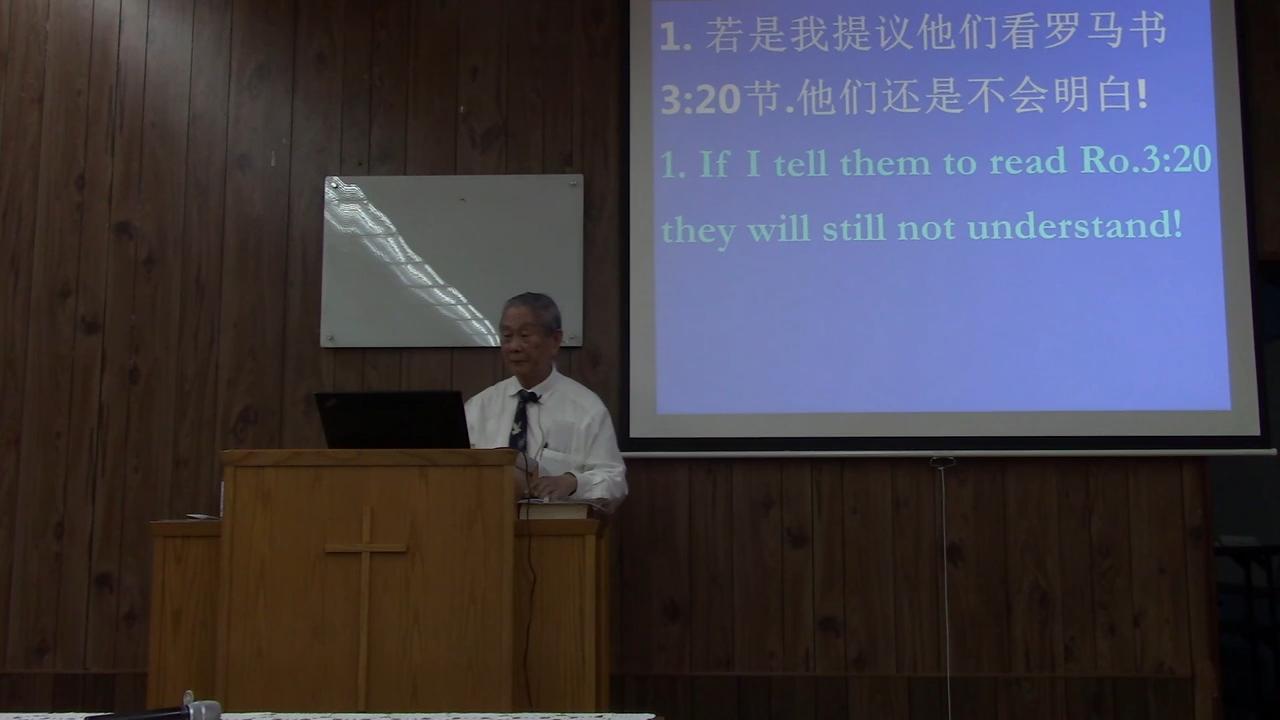 1. 若是我提议他们看罗马书
3:20节.他们还是不会明白!
1. If I tell them to read Ro.3:20
they will still not understand!